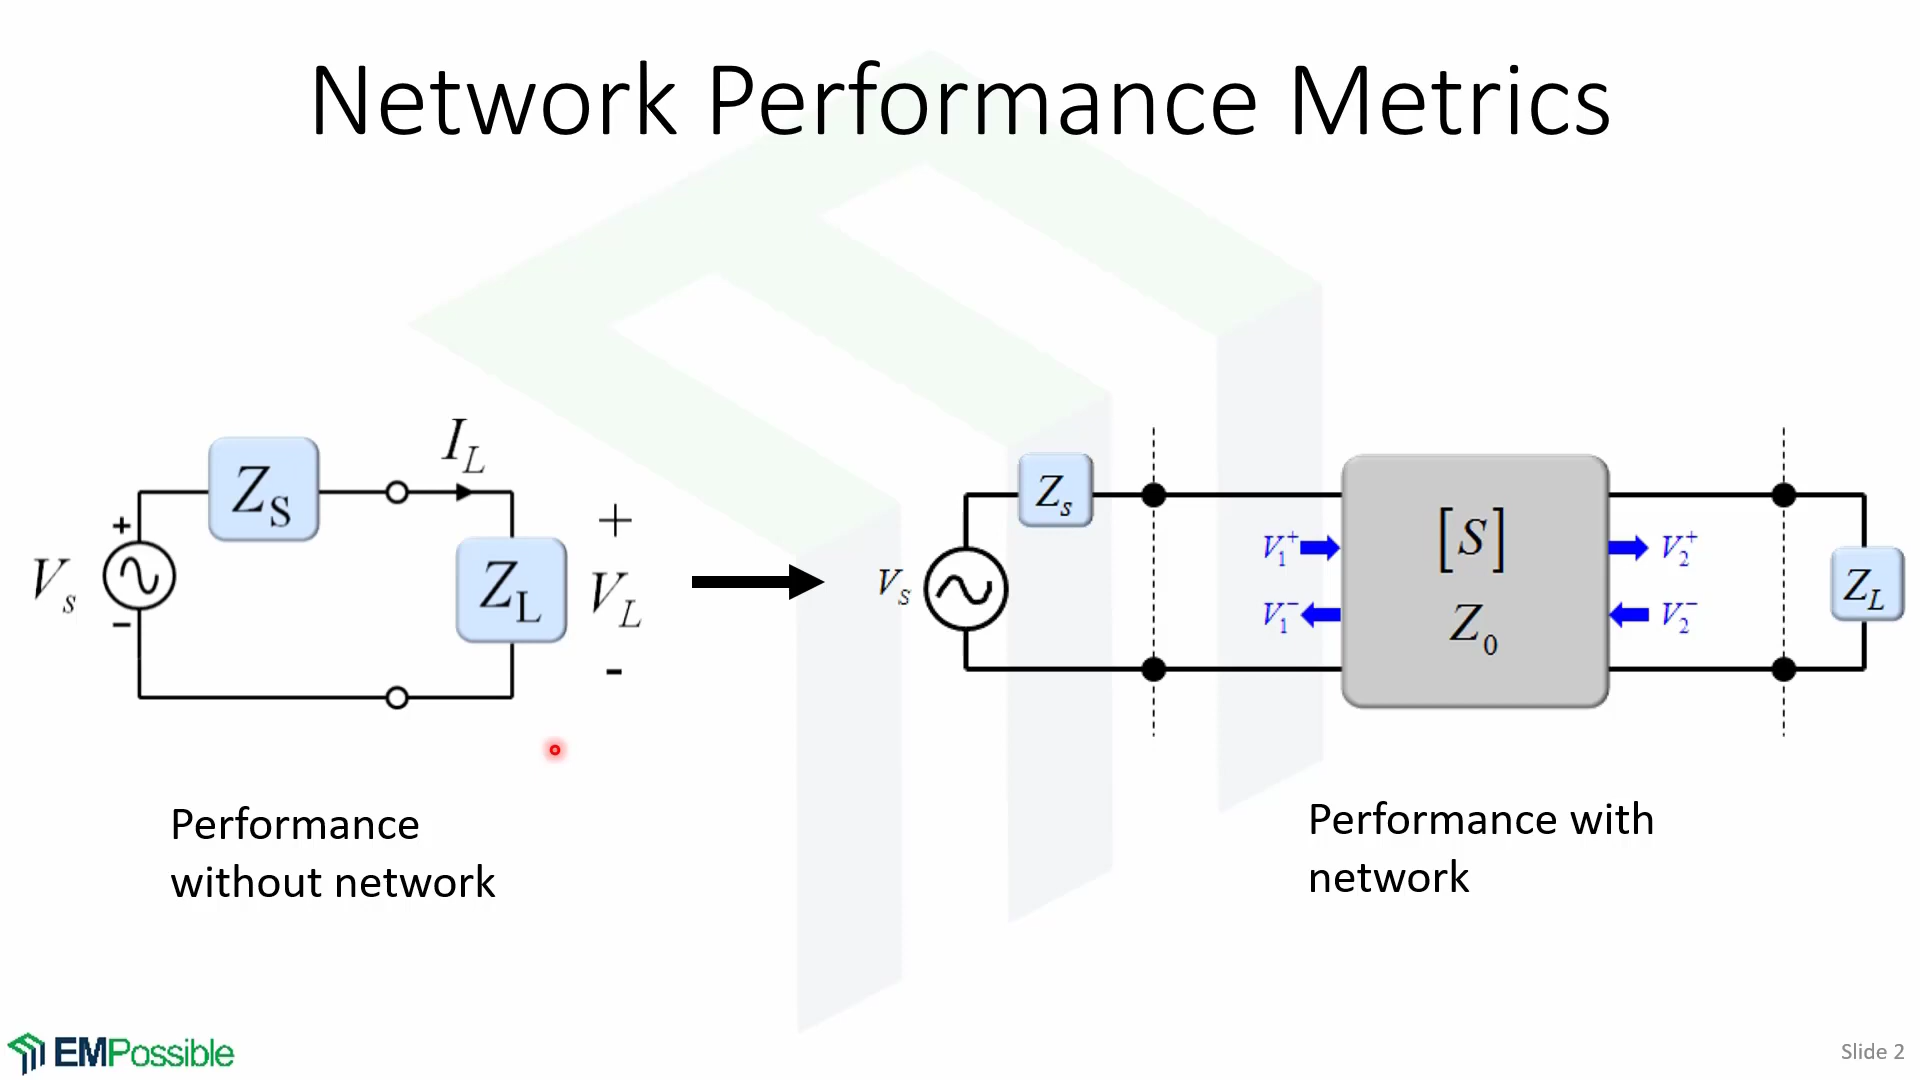 Network Performance Metrics
I_L
Z_S
+
+
V_s
Z_L
V_L
-
-
Z_s
[S]
V_1^+
V_2^+
V_s
Z_L
V_1^-
V_2^-
Z_0
Performance
without network
Performance with
network
EMPossible
Slide 2